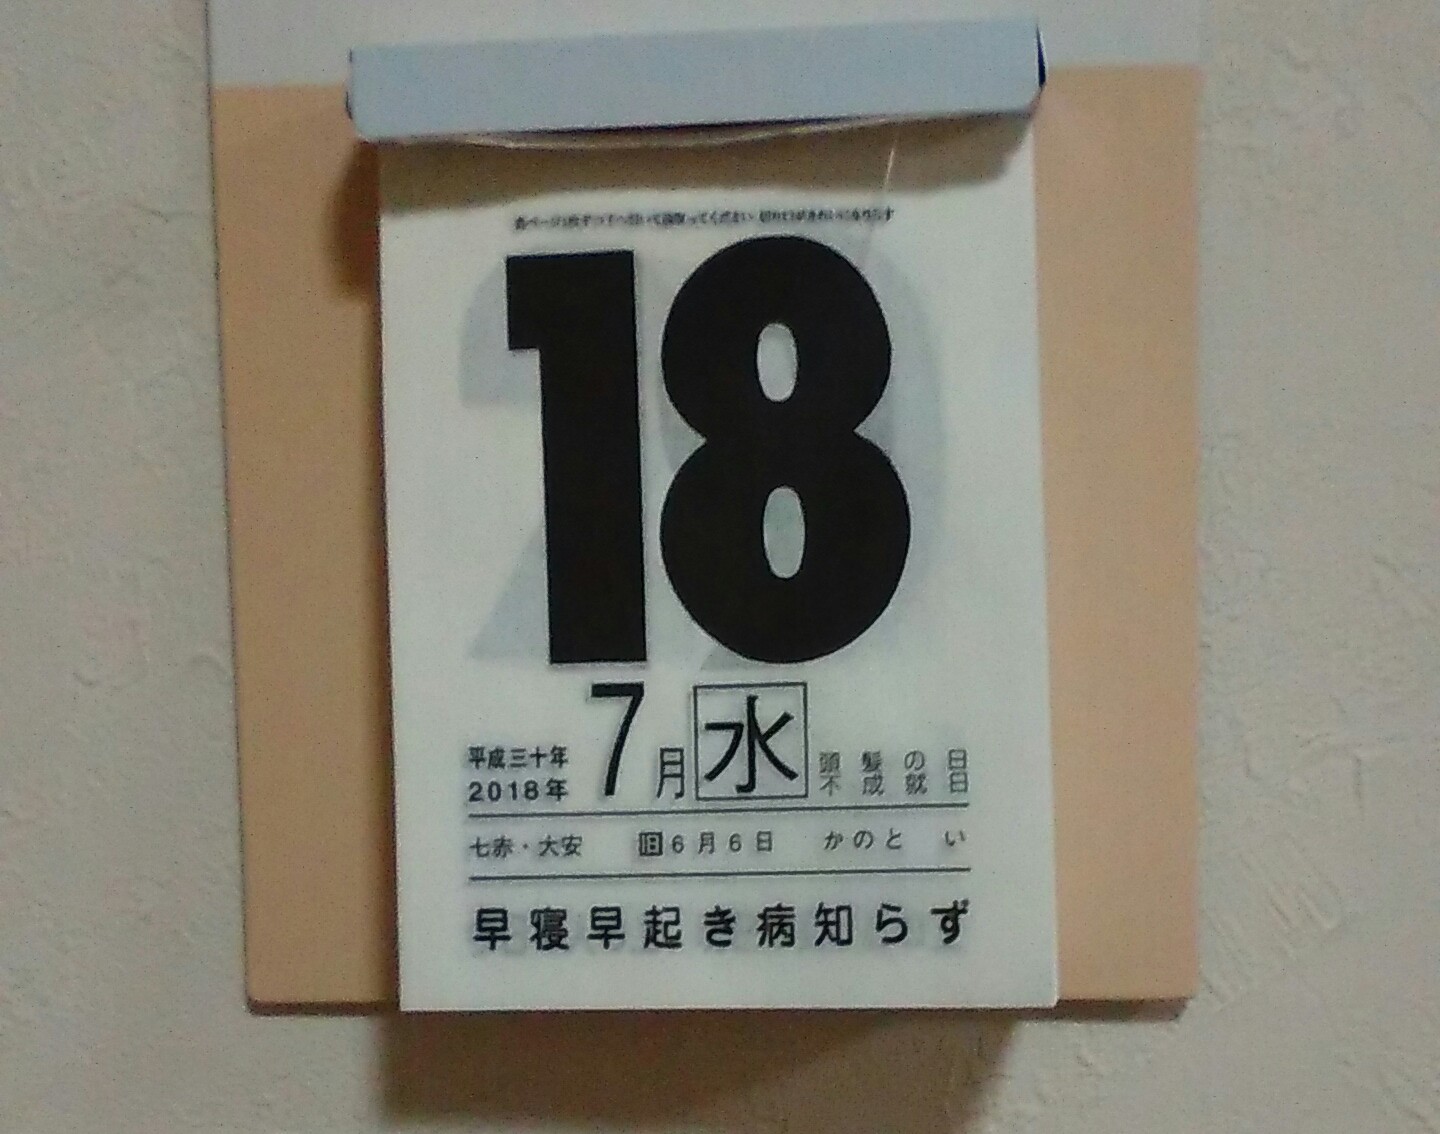 18
平成三十年
2018年
7月
水
頭髪の日
不成就日
七赤・大安 旧6月6日 かのと い
早寝早起き病知らず